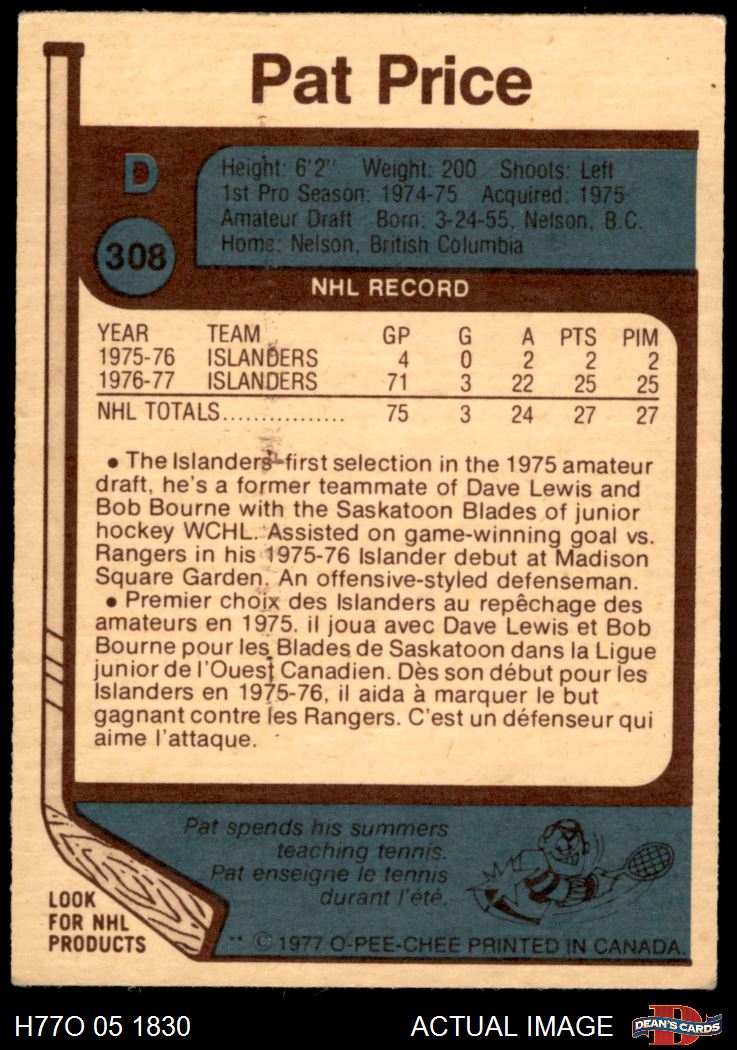 Pat Price
D
308
Height: 6'2" Weight: 200 Shoots: Left
1st Pro Season: 1974-75 Acquired: 1975
Amateur Draft Born: 3-24-55, Nelson, B.C.
Home: Nelson, British Columbia
NHL RECORD
YEAR TEAM GP G A PTS PIM
1975-76 ISLANDERS 4 0 2 2 2
1976-77 ISLANDERS 71 3 22 25 25
NHL TOTALS................ 75 3 24 27 27
● The Islanders' first selection in the 1975 amateur
draft, he's a former teammate of Dave Lewis and
Bob Bourne with the Saskatoon Blades of junior
hockey WCHL. Assisted on game-winning goal vs.
Rangers in his 1975-76 Islander debut at Madison
Square Garden. An offensive-styled defenseman.
● Premier choix des Islanders au repêchage des
amateurs en 1975. il joua avec Dave Lewis et Bob
Bourne pour les Blades de Saskatoon dans la Ligue
junior de l'Ouest Canadien. Dès son début pour les
Islanders en 1975-76, il aida à marquer le but
gagnant contre les Rangers. C'est un défenseur qui
aime l'attaque.
Pat spends his summers
teaching tennis.
Pat enseigne le tennis
durant l'été.
LOOK
FOR NHL
PRODUCTS
** © 1977 O-PEE-CHEE PRINTED IN CANADA.
H77O 05 1830 ACTUAL IMAGE
DEAN'S CARDS